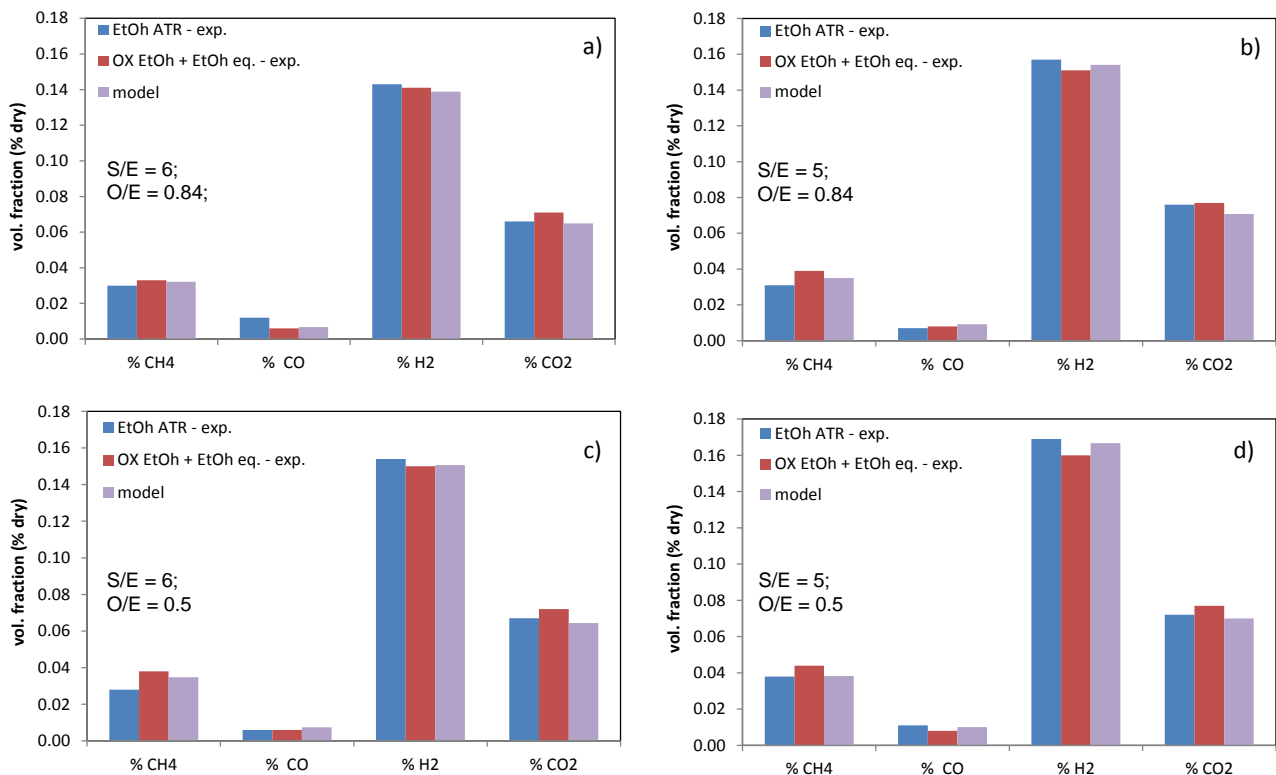 0.18
0.16
0.14
0.12
0.10
0.08
0.06
0.04
0.02
0.00
vol. fraction (% dry)
EtOh ATR - exp.
OX EtOh + EtOh eq. - exp.
model
a)
S/E = 6;
O/E = 0.84;
% CH4
% CO
% H2
% CO2
0.18
0.16
0.14
0.12
0.10
0.08
0.06
0.04
0.02
0.00
vol. fraction (% dry)
EtOh ATR - exp.
OX EtOh + EtOh eq. - exp.
model
b)
S/E = 5;
O/E = 0.84
% CH4
% CO
% H2
% CO2
0.18
0.16
0.14
0.12
0.10
0.08
0.06
0.04
0.02
0.00
vol. fraction (% dry)
EtOh ATR - exp.
OX EtOh + EtOh eq. - exp.
model
c)
S/E = 6;
O/E = 0.5
% CH4
% CO
% H2
% CO2
0.18
0.16
0.14
0.12
0.10
0.08
0.06
0.04
0.02
0.00
vol. fraction (% dry)
EtOh ATR - exp.
OX EtOh + EtOh eq. - exp.
model
d)
S/E = 5;
O/E = 0.5
% CH4
% CO
% H2
% CO2